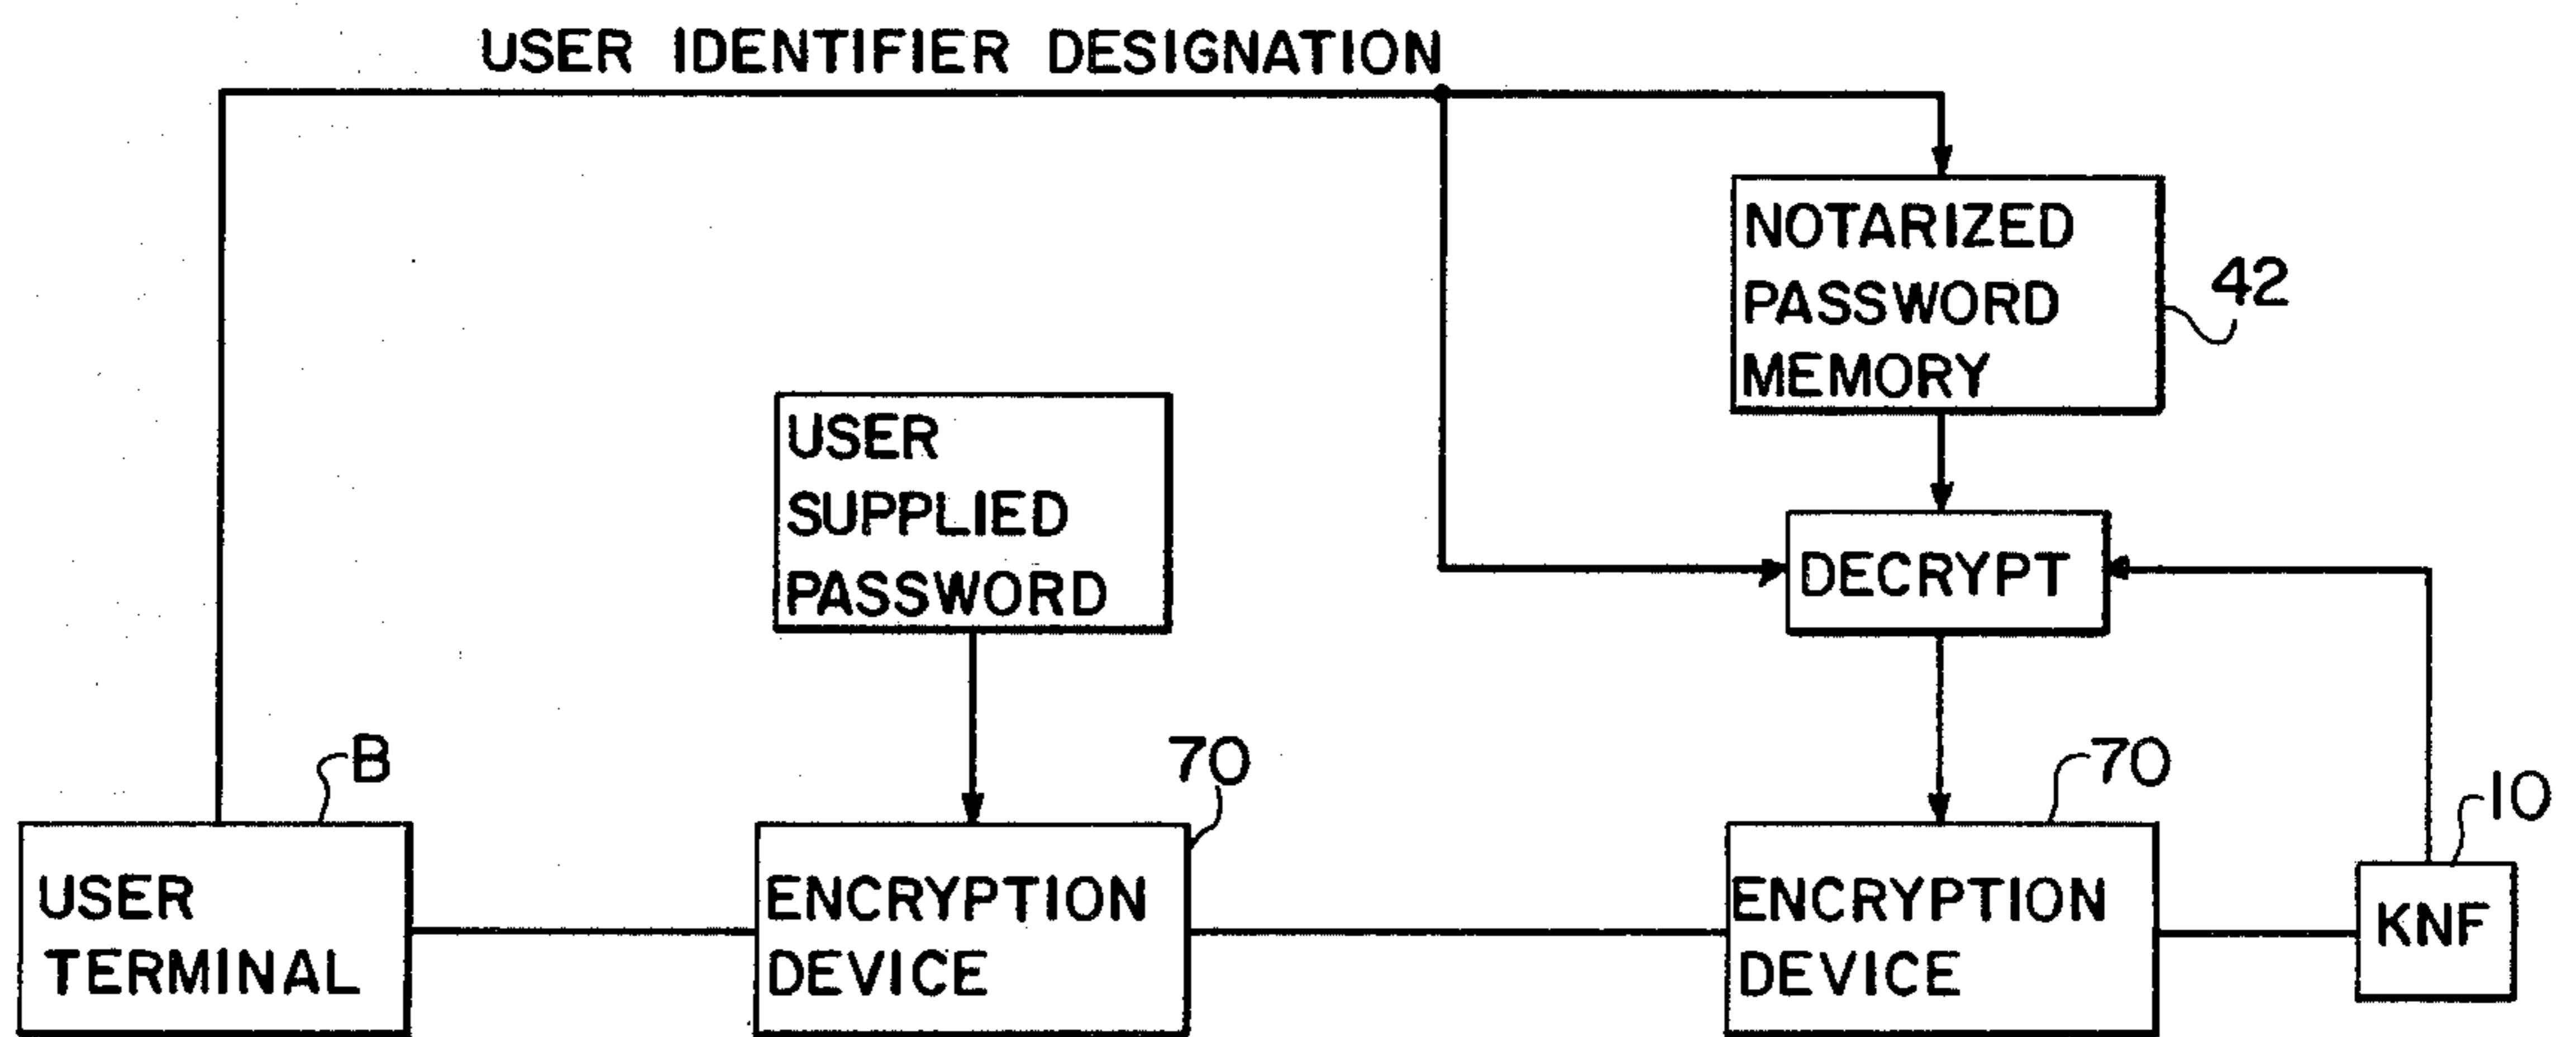 USER IDENTIFIER DESIGNATION
NOTARIZED
PASSWORD
MEMORY
42
USER
SUPPLIED
PASSWORD
DECRYPT
B
70
70
10
USER
TERMINAL
ENCRYPTION
DEVICE
ENCRYPTION
DEVICE
KNF